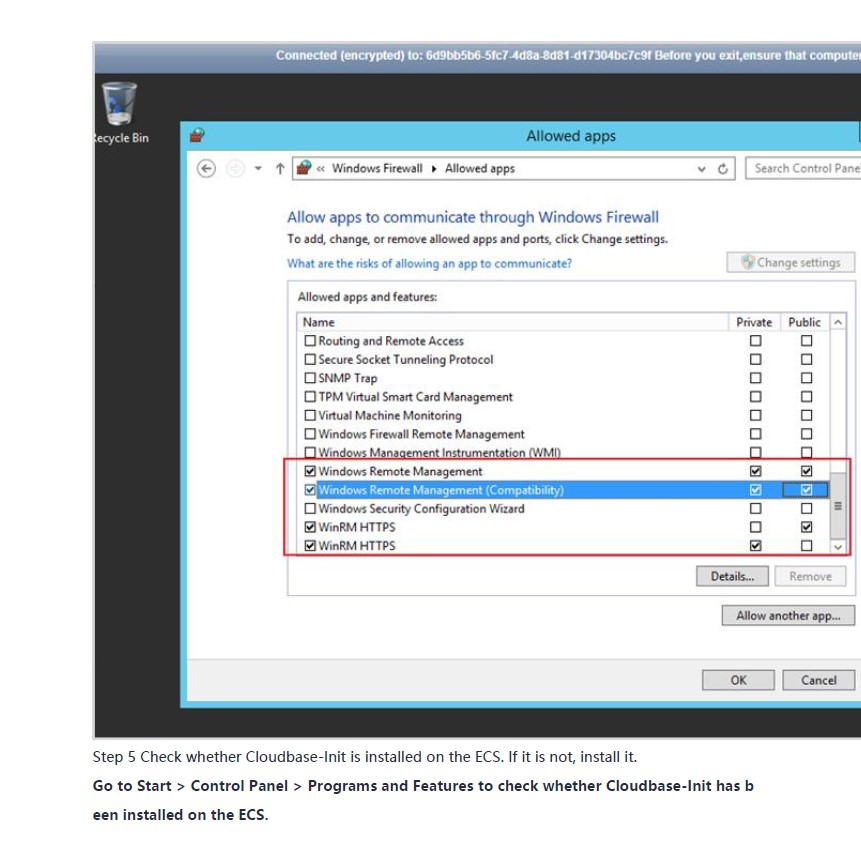 Connected (encrypted) to: 6d9bb5b6-5fc7-4d8a-8d81-d17304bc7c9f Before you exit,ensure that compute
Recycle Bin
Allowed apps
« Windows Firewall Allowed apps
Search Control Pane
Allow apps to communicate through Windows Firewall
To add, change, or remove allowed apps and ports, click Change settings.
What are the risks of allowing an app to communicate?
Change settings
Allowed apps and features:
Name Private Public
Routing and Remote Access
Secure Socket Tunneling Protocol
SNMP Trap
TPM Virtual Smart Card Management
Virtual Machine Monitoring
Windows Firewall Remote Management
Windows Management Instrumentation (WMI)
Windows Remote Management
Windows Remote Management (Compatibility)
Windows Security Configuration Wizard
WinRM HTTPS
WinRM HTTPS
Details... Remove
Allow another app...
OK Cancel
Step 5 Check whether Cloudbase-Init is installed on the ECS. If it is not, install it.
Go to Start > Control Panel > Programs and Features to check whether Cloudbase-Init has b
een installed on the ECS.